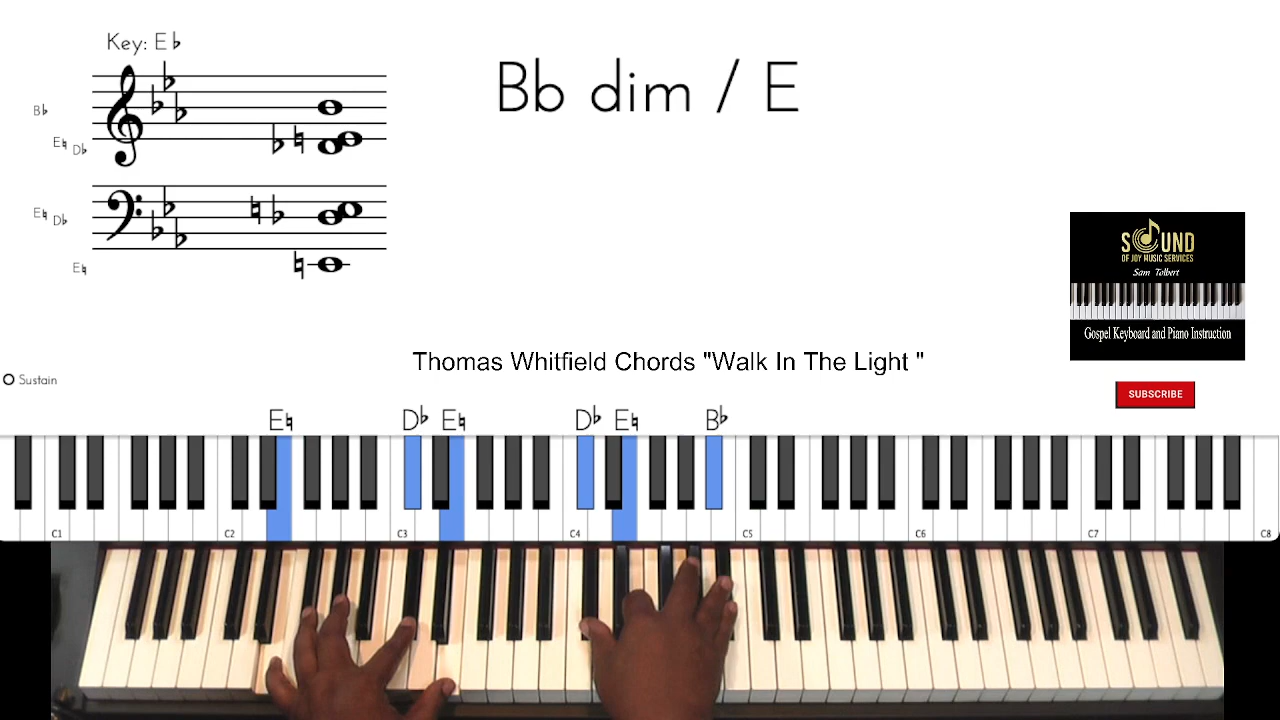 Key: E♭
Bb dim / E
B♭
E♮ D♭
E♮ D♭
E♮
SOUND
OF JOY MUSIC SERVICES
Sam Tolbert
Gospel Keyboard and Piano Instruction
Thomas Whitfield Chords "Walk In The Light "
Sustain
SUBSCRIBE
E♮ D♭ E♮ D♭ E♮ B♭
C1 C2 C3 C4 C5 C6 C7 C8